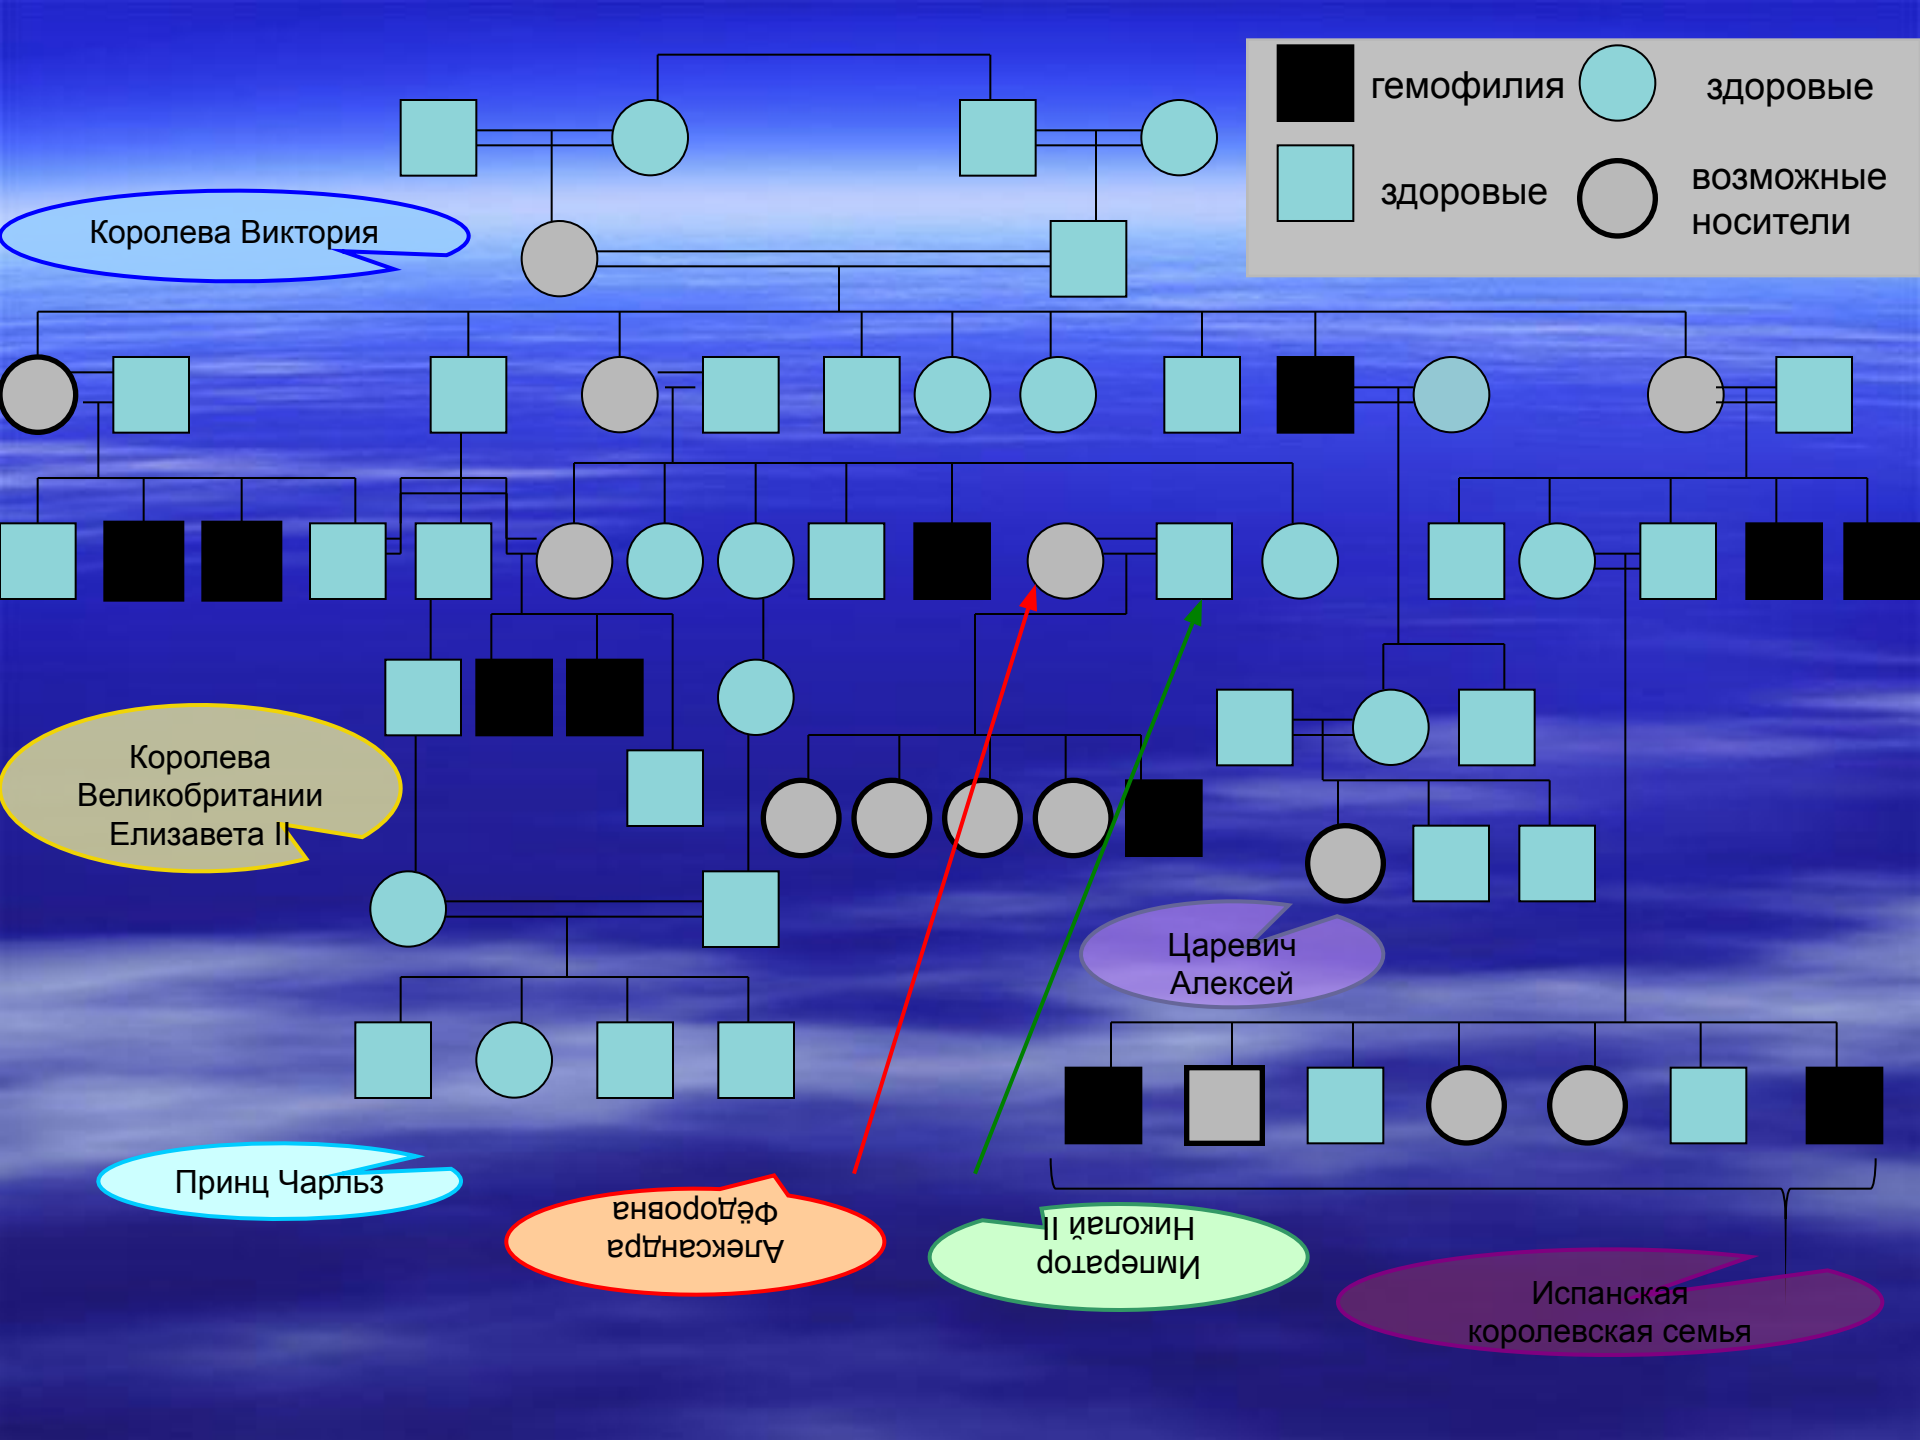 гемофилия
здоровые
здоровые
возможные
носители
Королева Виктория
Королева
Великобритании
Елизавета II
Царевич
Алексей
Принц Чарльз
Александра
Фёдоровна
Император
Николай II
Испанская
королевская семья